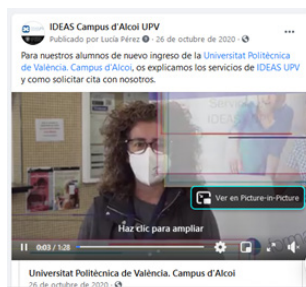 IDEAS Campus d'Alcoi UPV
Publicado por Lucía Pérez · 26 de octubre de 2020 ·
Para nuestros alumnos de nuevo ingreso de la Universitat Politècnica
de València. Campus d'Alcoi, os explicamos los servicios de IDEAS UPV
y como solicitar cita con nosotros.
Ver en Picture-in-Picture
Haz clic para ampliar
0:03 / 1:28
Universitat Politècnica de València. Campus d'Alcoi
26 de octubre de 2020 ·